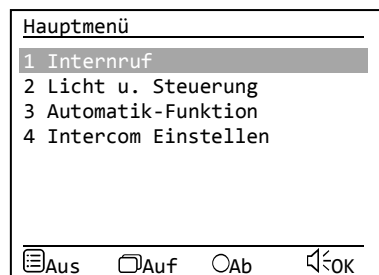 Hauptmenü
1 Internruf
2 Licht u. Steuerung
3 Automatik-Funktion
4 Intercom Einstellen
Aus Auf Ab OK